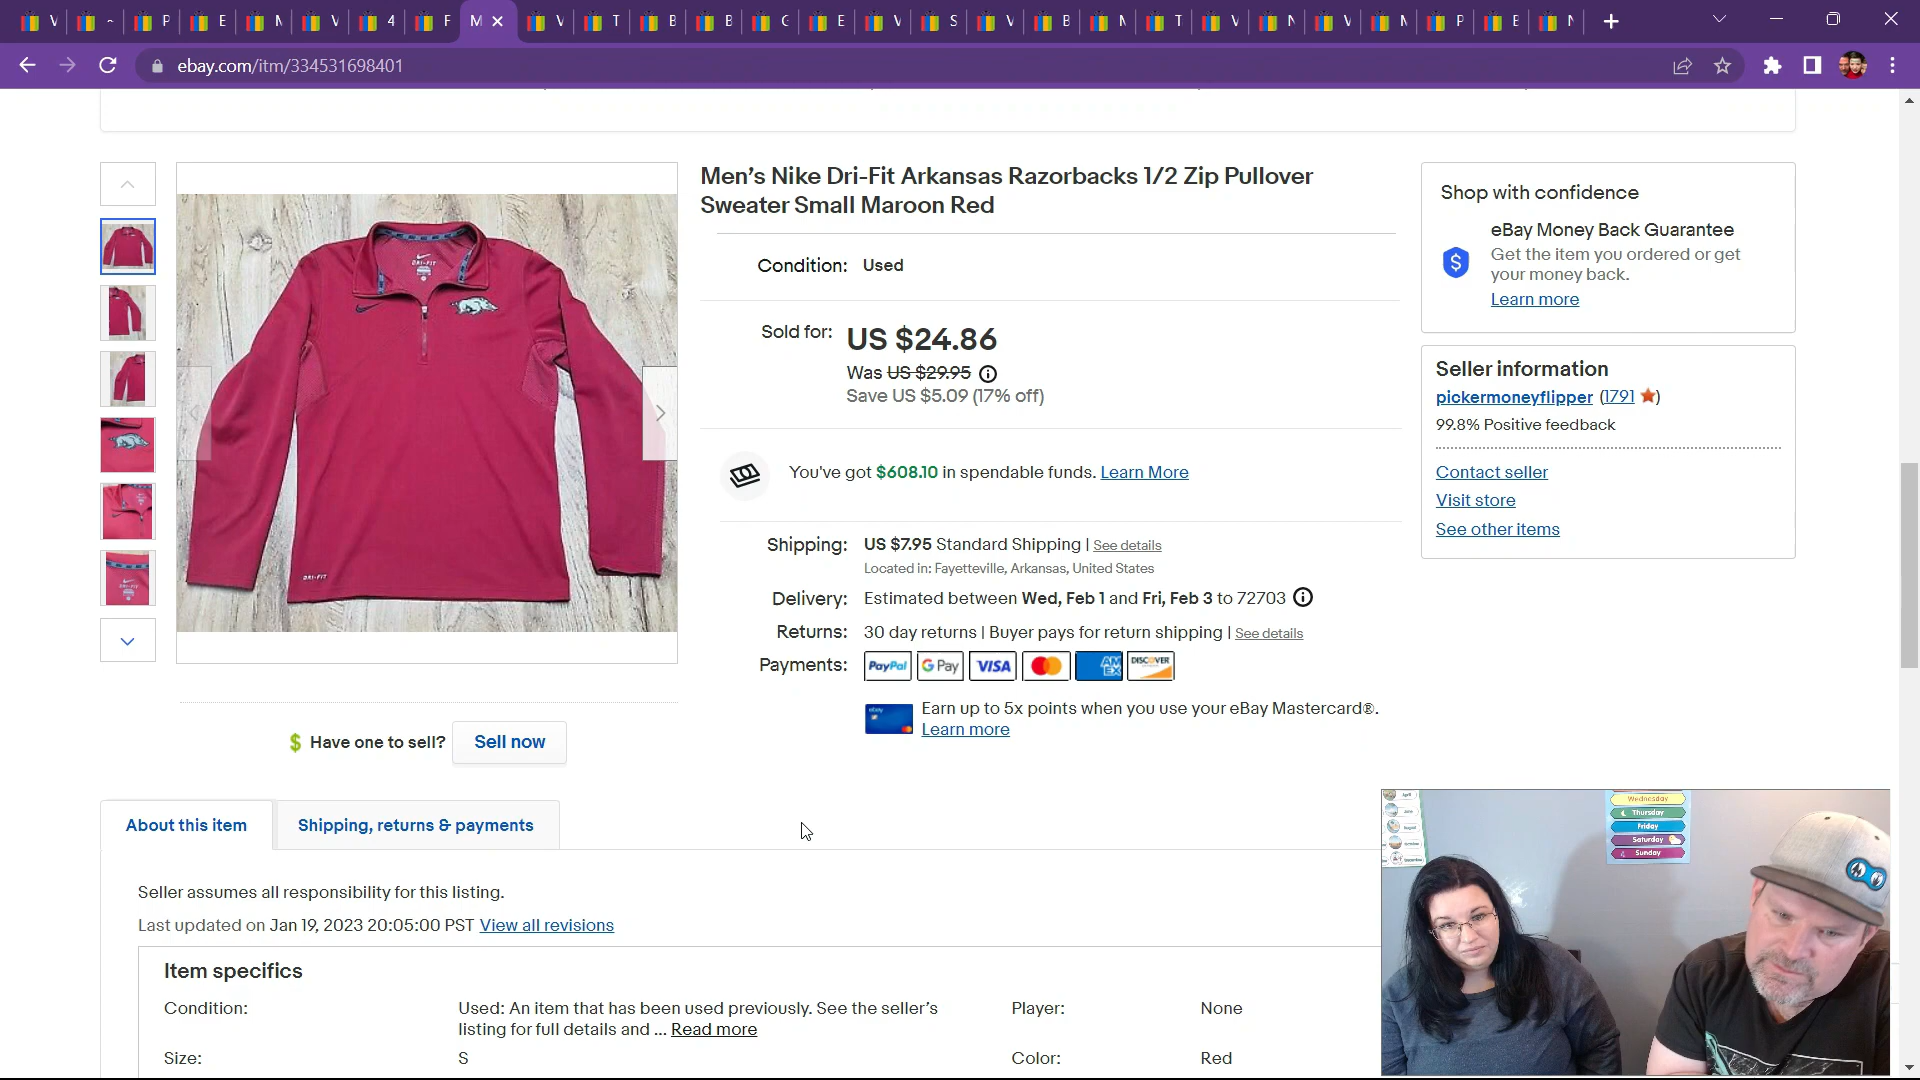 ebay.com/itm/334531698401
Men's Nike Dri-Fit Arkansas Razorbacks 1/2 Zip Pullover
Sweater Small Maroon Red
Condition: Used
Sold for: US $24.86
Was US $29.95
Save US $5.09 (17% off)
You've got $608.10 in spendable funds. Learn More
Shipping: US $7.95 Standard Shipping | See details
Located in: Fayetteville, Arkansas, United States
Delivery: Estimated between Wed, Feb 1 and Fri, Feb 3 to 72703
Returns: 30 day returns | Buyer pays for return shipping | See details
Payments: PayPal G Pay VISA AM EX DISCOVER
Earn up to 5x points when you use your eBay Mastercard®.
Learn more
Shop with confidence
eBay Money Back Guarantee
Get the item you ordered or get
your money back.
Learn more
Seller information
pickermoneyflipper (1791)
99.8% Positive feedback
Contact seller
Visit store
See other items
DRI-FIT
DRI-FIT
Have one to sell? Sell now
About this item
Shipping, returns & payments
Seller assumes all responsibility for this listing.
Last updated on Jan 19, 2023 20:05:00 PST View all revisions
Item specifics
Condition: Used: An item that has been used previously. See the seller's
listing for full details and ... Read more
Player: None
Size: S
Color: Red
Wednesday
Thursday
Friday
Saturday
Sunday